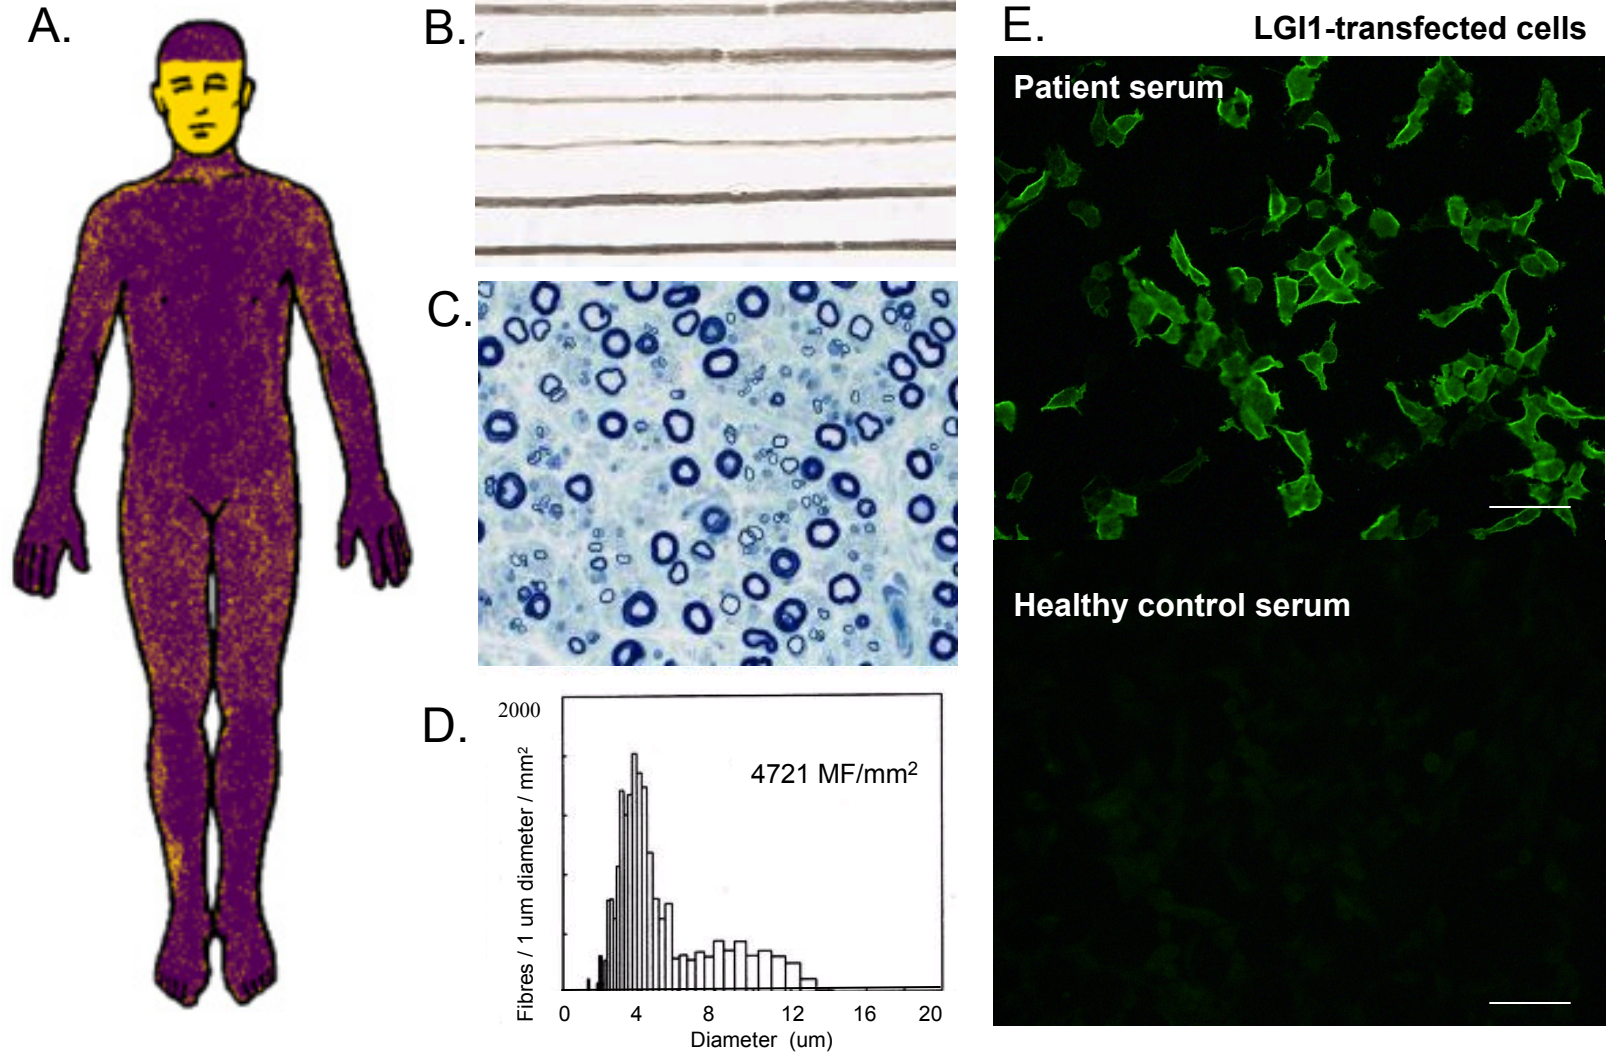 A.
B.
C.
D.
2000
4721 MF/mm²
Fibres / 1 um diameter / mm²
0 4 8 12 16 20
Diameter (um)
E.
LGI1-transfected cells
Patient serum
Healthy control serum